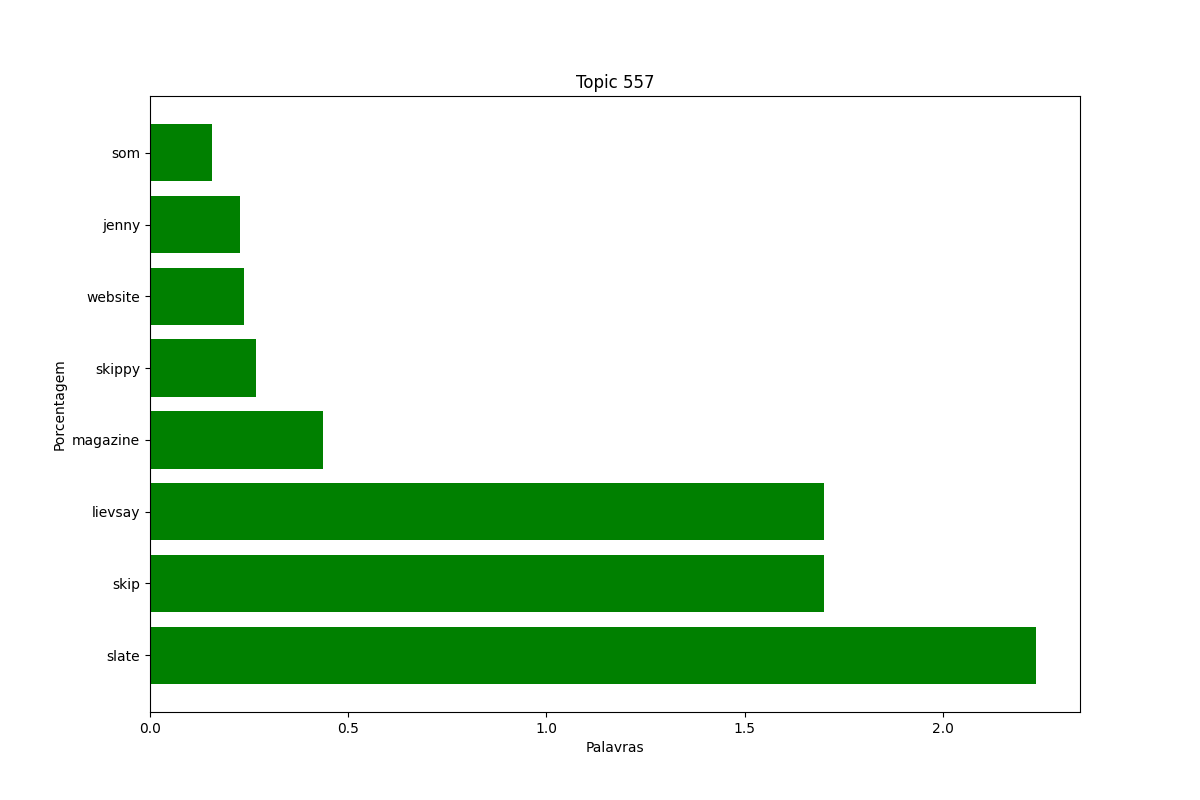 Topic 557
som
jenny
website
skippy
magazine
lievsay
skip
slate
Porcentagem
0.0 0.5 1.0 1.5 2.0
Palavras